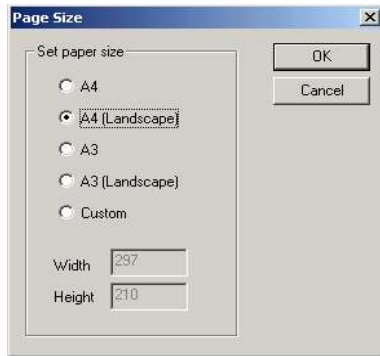 Page Size
Set paper size
OK
A4
Cancel
A4 (Landscape)
A3
A3 (Landscape)
Custom
Width 297
Height 210